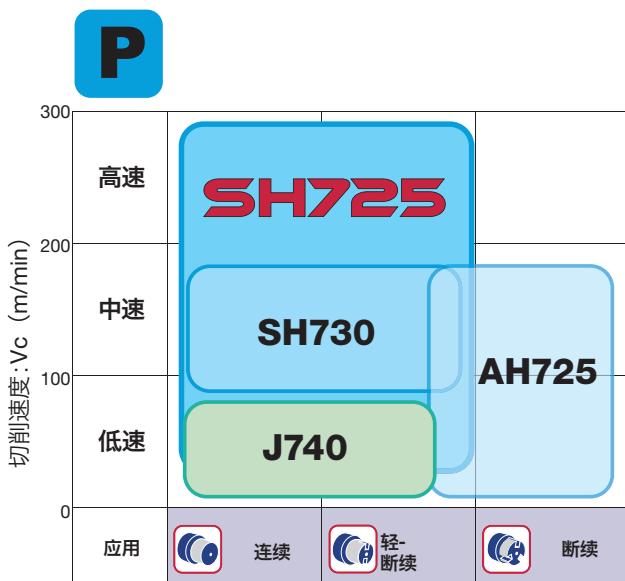 P
300
高速
SH725
200
中速
SH730
AH725
100
低速
J740
0
切削速度:Vc（m/min）
应用
连续
轻-
断续
断续